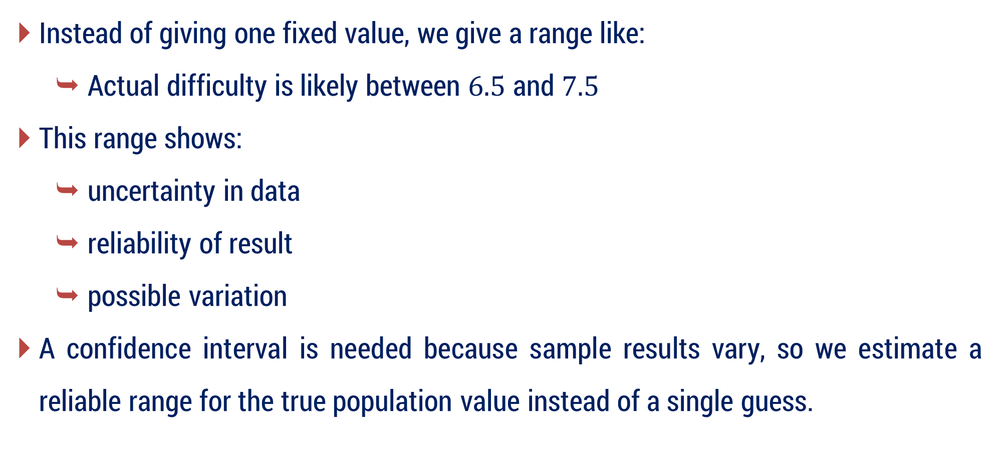 Instead of giving one fixed value, we give a range like:
Actual difficulty is likely between 6.5 and 7.5
This range shows:
uncertainty in data
reliability of result
possible variation
A confidence interval is needed because sample results vary, so we estimate a
reliable range for the true population value instead of a single guess.